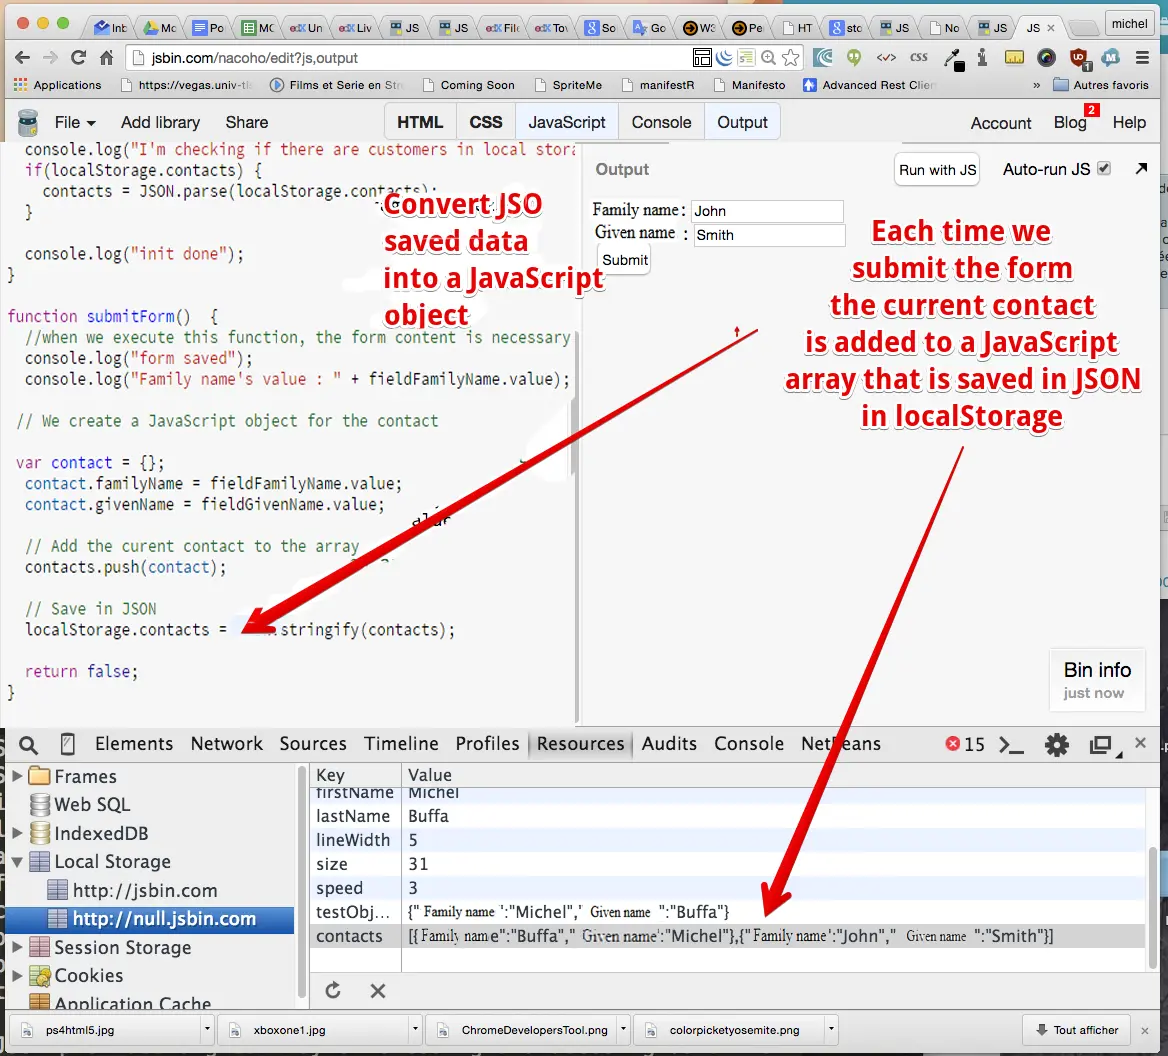 Inb
Mo
Po
MC
edX Un
edX Liv
JS
JS
edX File
edX Tov
So
Go
WS
Pe
HT
stc
JS
No
JS
JS
michel
jsbin.com/nacoho/edit?js,output
CSS
1
Applications
https://vegas.univ-ti
Films et Serie en Str
Coming Soon
SpriteMe
manifestR
Manifesto
Advanced Rest Clien
»
Autres favoris
File
Add library
Share
HTML
CSS
JavaScript
Console
Output
Account
Blog
2
Help
console.log("I'm checking if there are customers in local stora
if(localStorage.contacts) {
contacts = JSON.parse(localStorage.contacts);
}
console.log("init done");
}
function submitForm() {
//when we execute this function, the form content is necessary
console.log("form saved");
console.log("Family name's value : " + fieldFamilyName.value);
// We create a JavaScript object for the contact
var contact = {};
contact.familyName = fieldFamilyName.value;
contact.givenName = fieldGivenName.value;
// Add the curent contact to the array
contacts.push(contact);
// Save in JSON
localStorage.contacts = .stringify(contacts);
return false;
}
Convert JSO
saved data
into a JavaScript
object
Output
Run with JS
Auto-run JS
Family name:
John
Given name :
Smith
Submit
Each time we
submit the form
the current contact
is added to a JavaScript
array that is saved in JSON
in localStorage
Bin info
just now
Elements
Network
Sources
Timeline
Profiles
Resources
Audits
Console
NetBeans
15
Frames
Web SQL
IndexedDB
Local Storage
http://jsbin.com
http://null.jsbin.com
Session Storage
Cookies
Application Cache
Key
Value
firstName
Michel
lastName
Buffa
lineWidth
5
size
31
speed
3
testObj...
{" Family name ':"Michel",' Given name ":"Buffa"}
contacts
[{Family name":"Buffa," Given name':"Michel"},{"Family name':"John," Given name ":"Smith"}]
ps4html5.jpg
xboxone1.jpg
ChromeDevelopersTool.png
colorpicketyosemite.png
Tout afficher